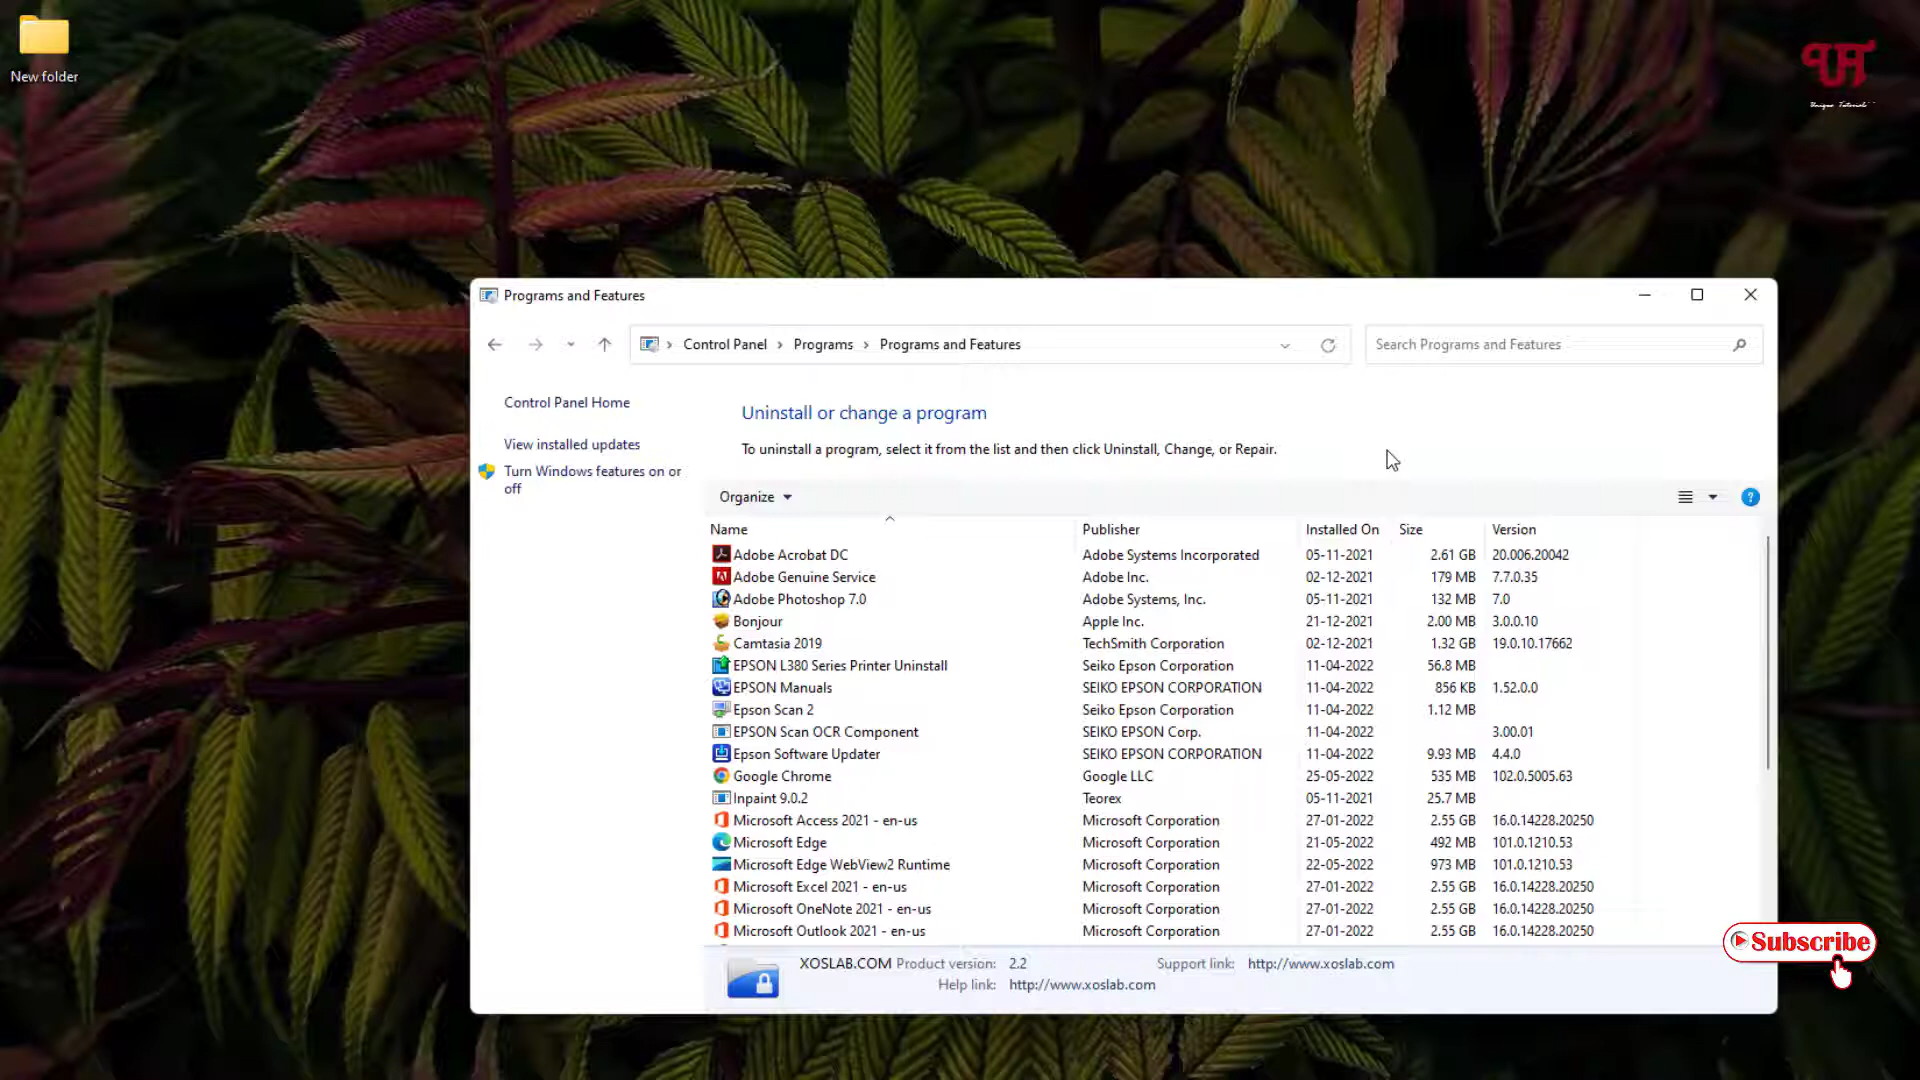 New folder
UT
Unique Tutorials
Programs and Features
Control Panel > Programs > Programs and Features
Search Programs and Features
Control Panel Home
View installed updates
Turn Windows features on or
off
Uninstall or change a program
To uninstall a program, select it from the list and then click Uninstall, Change, or Repair.
Organize
Name Publisher Installed On Size Version
Adobe Acrobat DC Adobe Systems Incorporated 05-11-2021 2.61 GB 20.006.20042
Adobe Genuine Service Adobe Inc. 02-12-2021 179 MB 7.7.0.35
Adobe Photoshop 7.0 Adobe Systems, Inc. 05-11-2021 132 MB 7.0
Bonjour Apple Inc. 21-12-2021 2.00 MB 3.0.0.10
Camtasia 2019 TechSmith Corporation 02-12-2021 1.32 GB 19.0.10.17662
EPSON L380 Series Printer Uninstall Seiko Epson Corporation 11-04-2022 56.8 MB
EPSON Manuals SEIKO EPSON CORPORATION 11-04-2022 856 KB 1.52.0.0
Epson Scan 2 Seiko Epson Corporation 11-04-2022 1.12 MB
EPSON Scan OCR Component SEIKO EPSON Corp. 11-04-2022 3.00.01
Epson Software Updater SEIKO EPSON CORPORATION 11-04-2022 9.93 MB 4.4.0
Google Chrome Google LLC 25-05-2022 535 MB 102.0.5005.63
Inpaint 9.0.2 Teorex 05-11-2021 25.7 MB
Microsoft Access 2021 - en-us Microsoft Corporation 27-01-2022 2.55 GB 16.0.14228.20250
Microsoft Edge Microsoft Corporation 21-05-2022 492 MB 101.0.1210.53
Microsoft Edge WebView2 Runtime Microsoft Corporation 22-05-2022 973 MB 101.0.1210.53
Microsoft Excel 2021 - en-us Microsoft Corporation 27-01-2022 2.55 GB 16.0.14228.20250
Microsoft OneNote 2021 - en-us Microsoft Corporation 27-01-2022 2.55 GB 16.0.14228.20250
Microsoft Outlook 2021 - en-us Microsoft Corporation 27-01-2022 2.55 GB 16.0.14228.20250
XOSLAB.COM Product version: 2.2 Support link: http://www.xoslab.com
Help link: http://www.xoslab.com
Subscribe